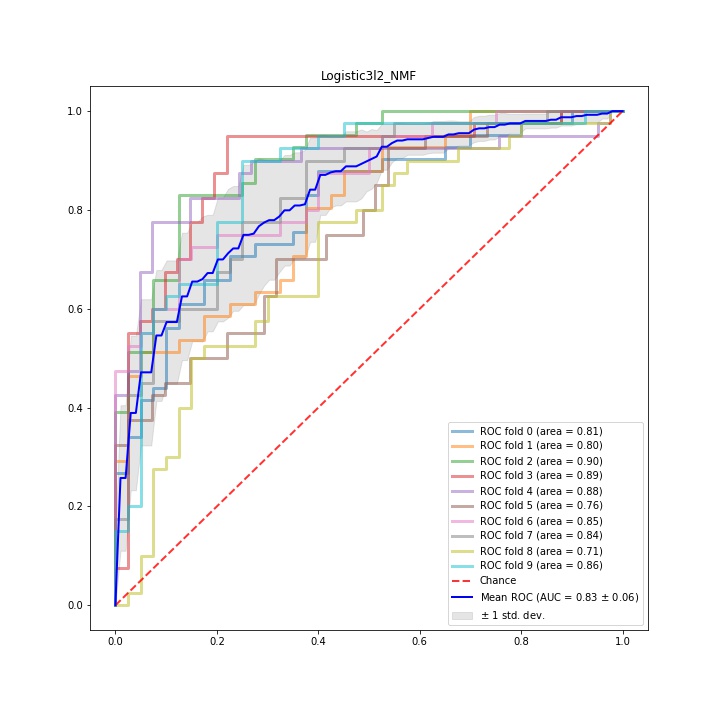 Logistic3l2_NMF
1.0
0.8
0.6
0.4
0.2
0.0
0.0 0.2 0.4 0.6 0.8 1.0
ROC fold 0 (area = 0.81)
ROC fold 1 (area = 0.80)
ROC fold 2 (area = 0.90)
ROC fold 3 (area = 0.89)
ROC fold 4 (area = 0.88)
ROC fold 5 (area = 0.76)
ROC fold 6 (area = 0.85)
ROC fold 7 (area = 0.84)
ROC fold 8 (area = 0.71)
ROC fold 9 (area = 0.86)
Chance
Mean ROC (AUC = 0.83 ± 0.06)
± 1 std. dev.